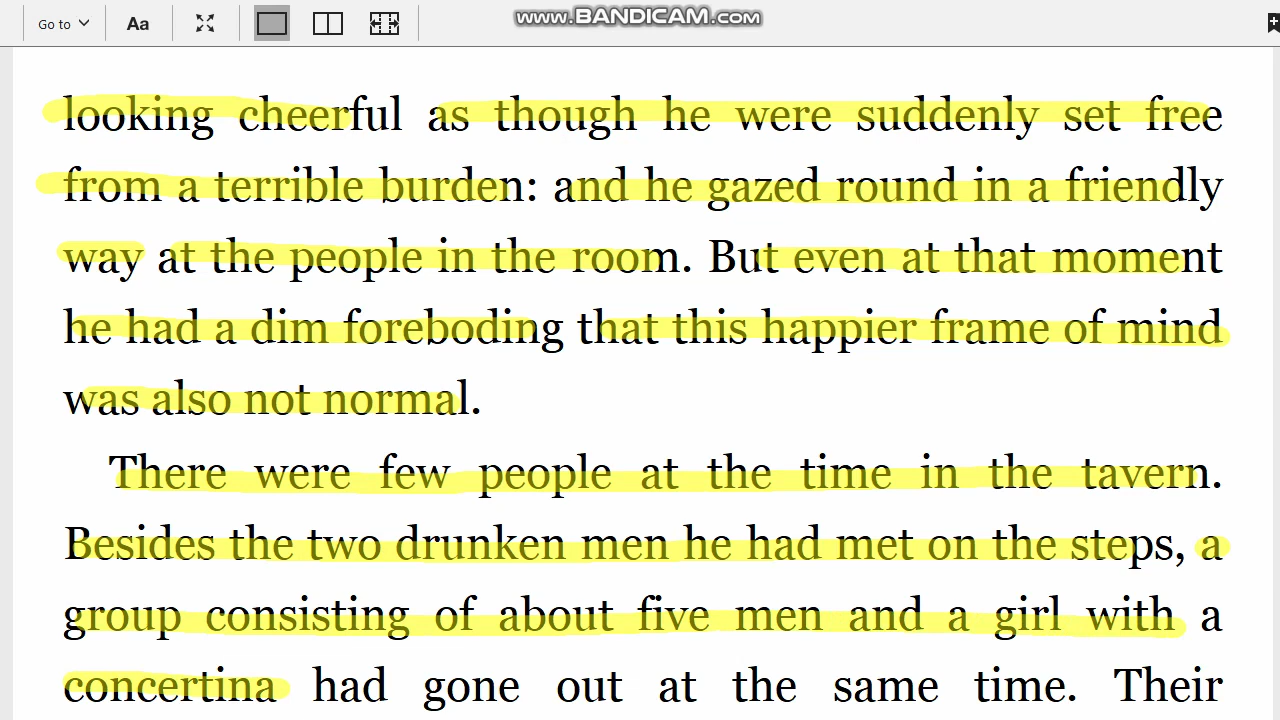 Go to Aa www.BANDICAM.com
looking cheerful as though he were suddenly set free
from a terrible burden: and he gazed round in a friendly
way at the people in the room. But even at that moment
he had a dim foreboding that this happier frame of mind
was also not normal.
There were few people at the time in the tavern.
Besides the two drunken men he had met on the steps, a
group consisting of about five men and a girl with a
concertina had gone out at the same time. Their